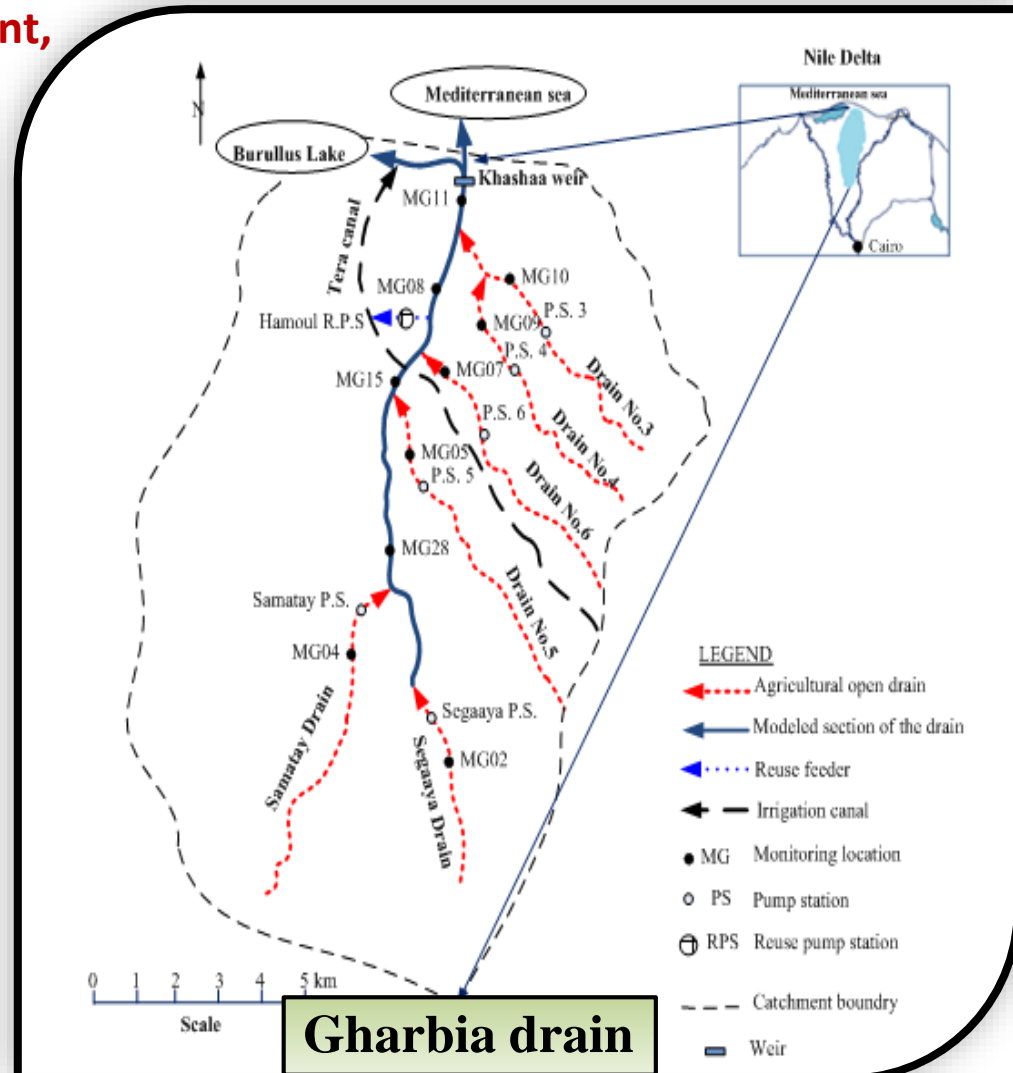 nt,
Nile Delta
Mediterranean sea
Cairo
N
Mediterranean sea
Burullus Lake
Khashaa weir
MG11
Tera canal
MG10
MG08
P.S. 3
Hamoul R.P.S
MG09
P.S. 4
MG07
MG15
Drain No.3
P.S. 6
Drain No.4
MG05
P.S. 5
Drain No.6
MG28
Drain No.5
Samatay P.S.
MG04
Segaaya P.S.
Samatay Drain
MG02
Segaaya Drain
LEGEND
Agricultural open drain
Modeled section of the drain
Reuse feeder
Irrigation canal
MG Monitoring location
PS Pump station
RPS Reuse pump station
Catchment boundry
Weir
0 1 2 3 4 5 km
Scale
Gharbia drain